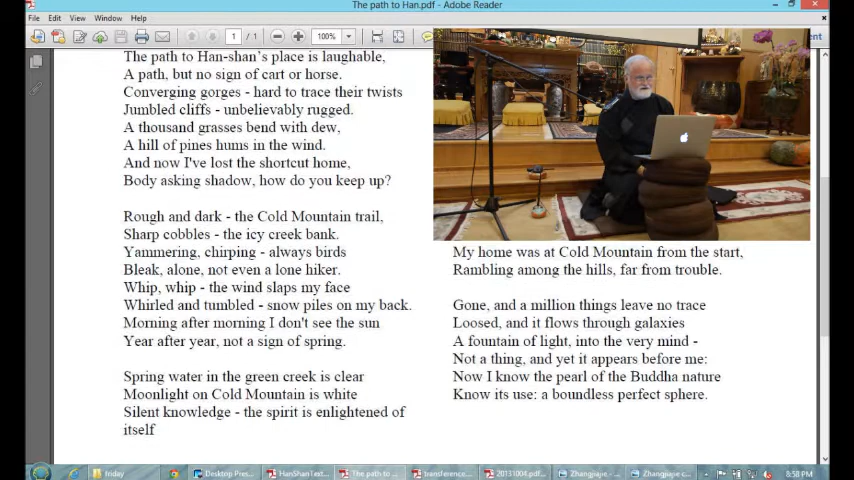 The path to Han.pdf - Adobe Reader
File Edit View Window Help
1 / 1 100%
The path to Han-shan's place is laughable,
A path, but no sign of cart or horse.
Converging gorges - hard to trace their twists
Jumbled cliffs - unbelievably rugged.
A thousand grasses bend with dew,
A hill of pines hums in the wind.
And now I've lost the shortcut home,
Body asking shadow, how do you keep up?
Rough and dark - the Cold Mountain trail,
Sharp cobbles - the icy creek bank.
Yammering, chirping - always birds
Bleak, alone, not even a lone hiker.
Whip, whip - the wind slaps my face
Whirled and tumbled - snow piles on my back.
Morning after morning I don't see the sun
Year after year, not a sign of spring.
Spring water in the green creek is clear
Moonlight on Cold Mountain is white
Silent knowledge - the spirit is enlightened of
itself
My home was at Cold Mountain from the start,
Rambling among the hills, far from trouble.
Gone, and a million things leave no trace
Loosed, and it flows through galaxies
A fountain of light, into the very mind -
Not a thing, and yet it appears before me:
Now I know the pearl of the Buddha nature
Know its use: a boundless perfect sphere.
friday Desktop Pres... HanShanText... The path to ... transference... 20131004.pdf... Zhangjiajie - ... Zhangjiajie c... 8:58 PM